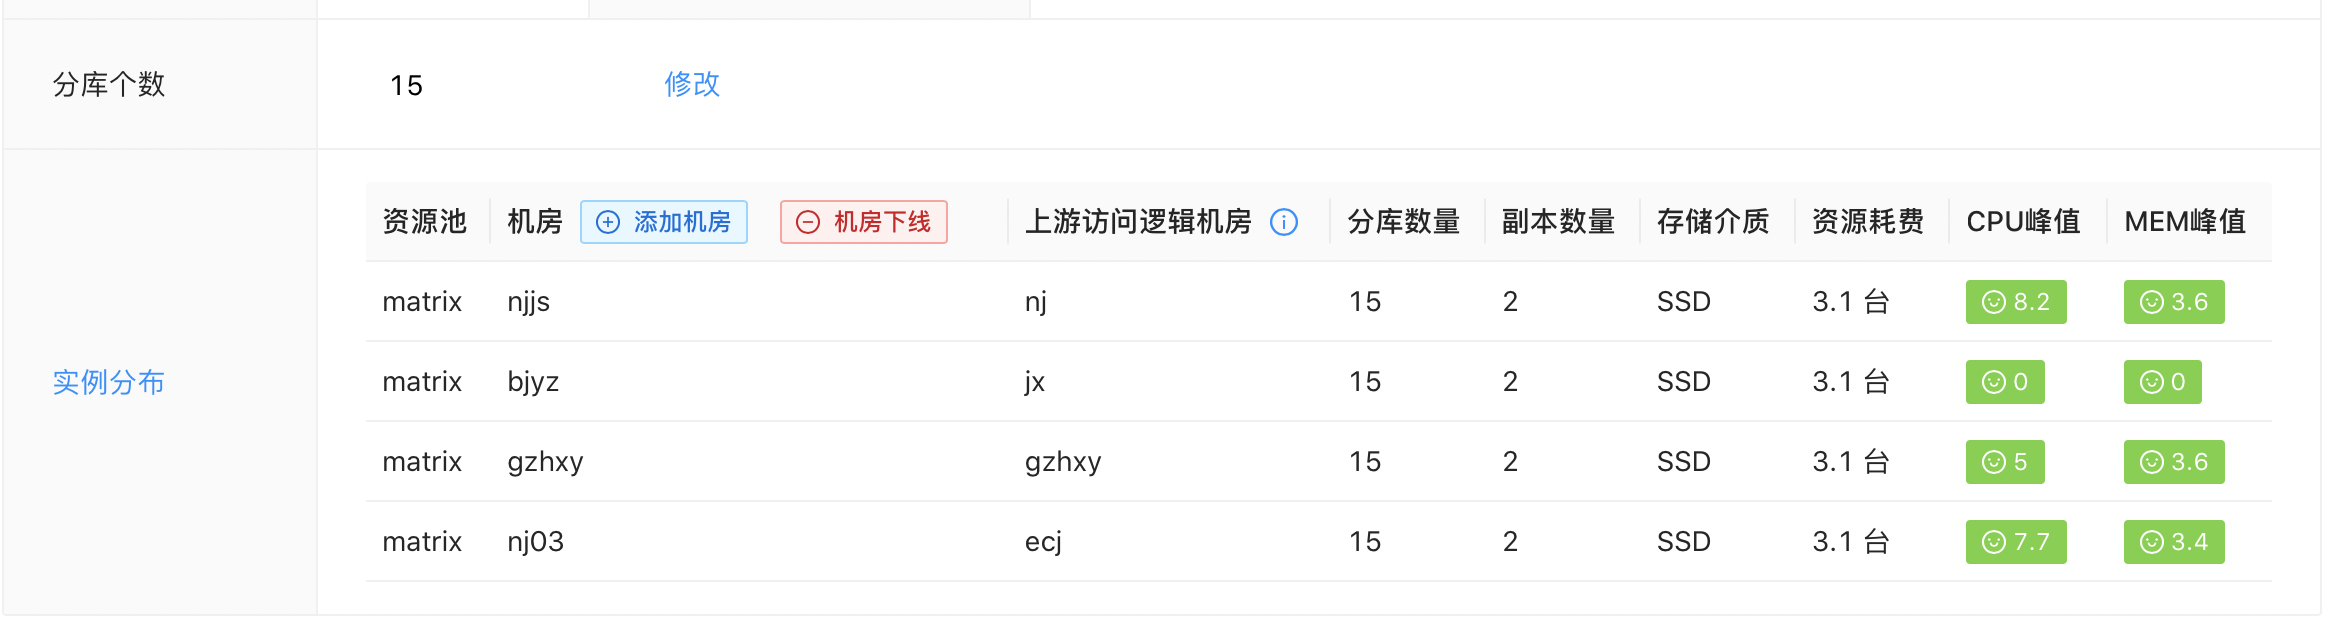 分库个数 15 修改
资源池 机房 添加机房 机房下线 上游访问逻辑机房 分库数量 副本数量 存储介质 资源耗费 CPU峰值 MEM峰值
matrix njjs nj 15 2 SSD 3.1 台 8.2 3.6
matrix bjyz jx 15 2 SSD 3.1 台 0 0
实例分布
matrix gzhxy gzhxy 15 2 SSD 3.1 台 5 3.6
matrix nj03 ecj 15 2 SSD 3.1 台 7.7 3.4